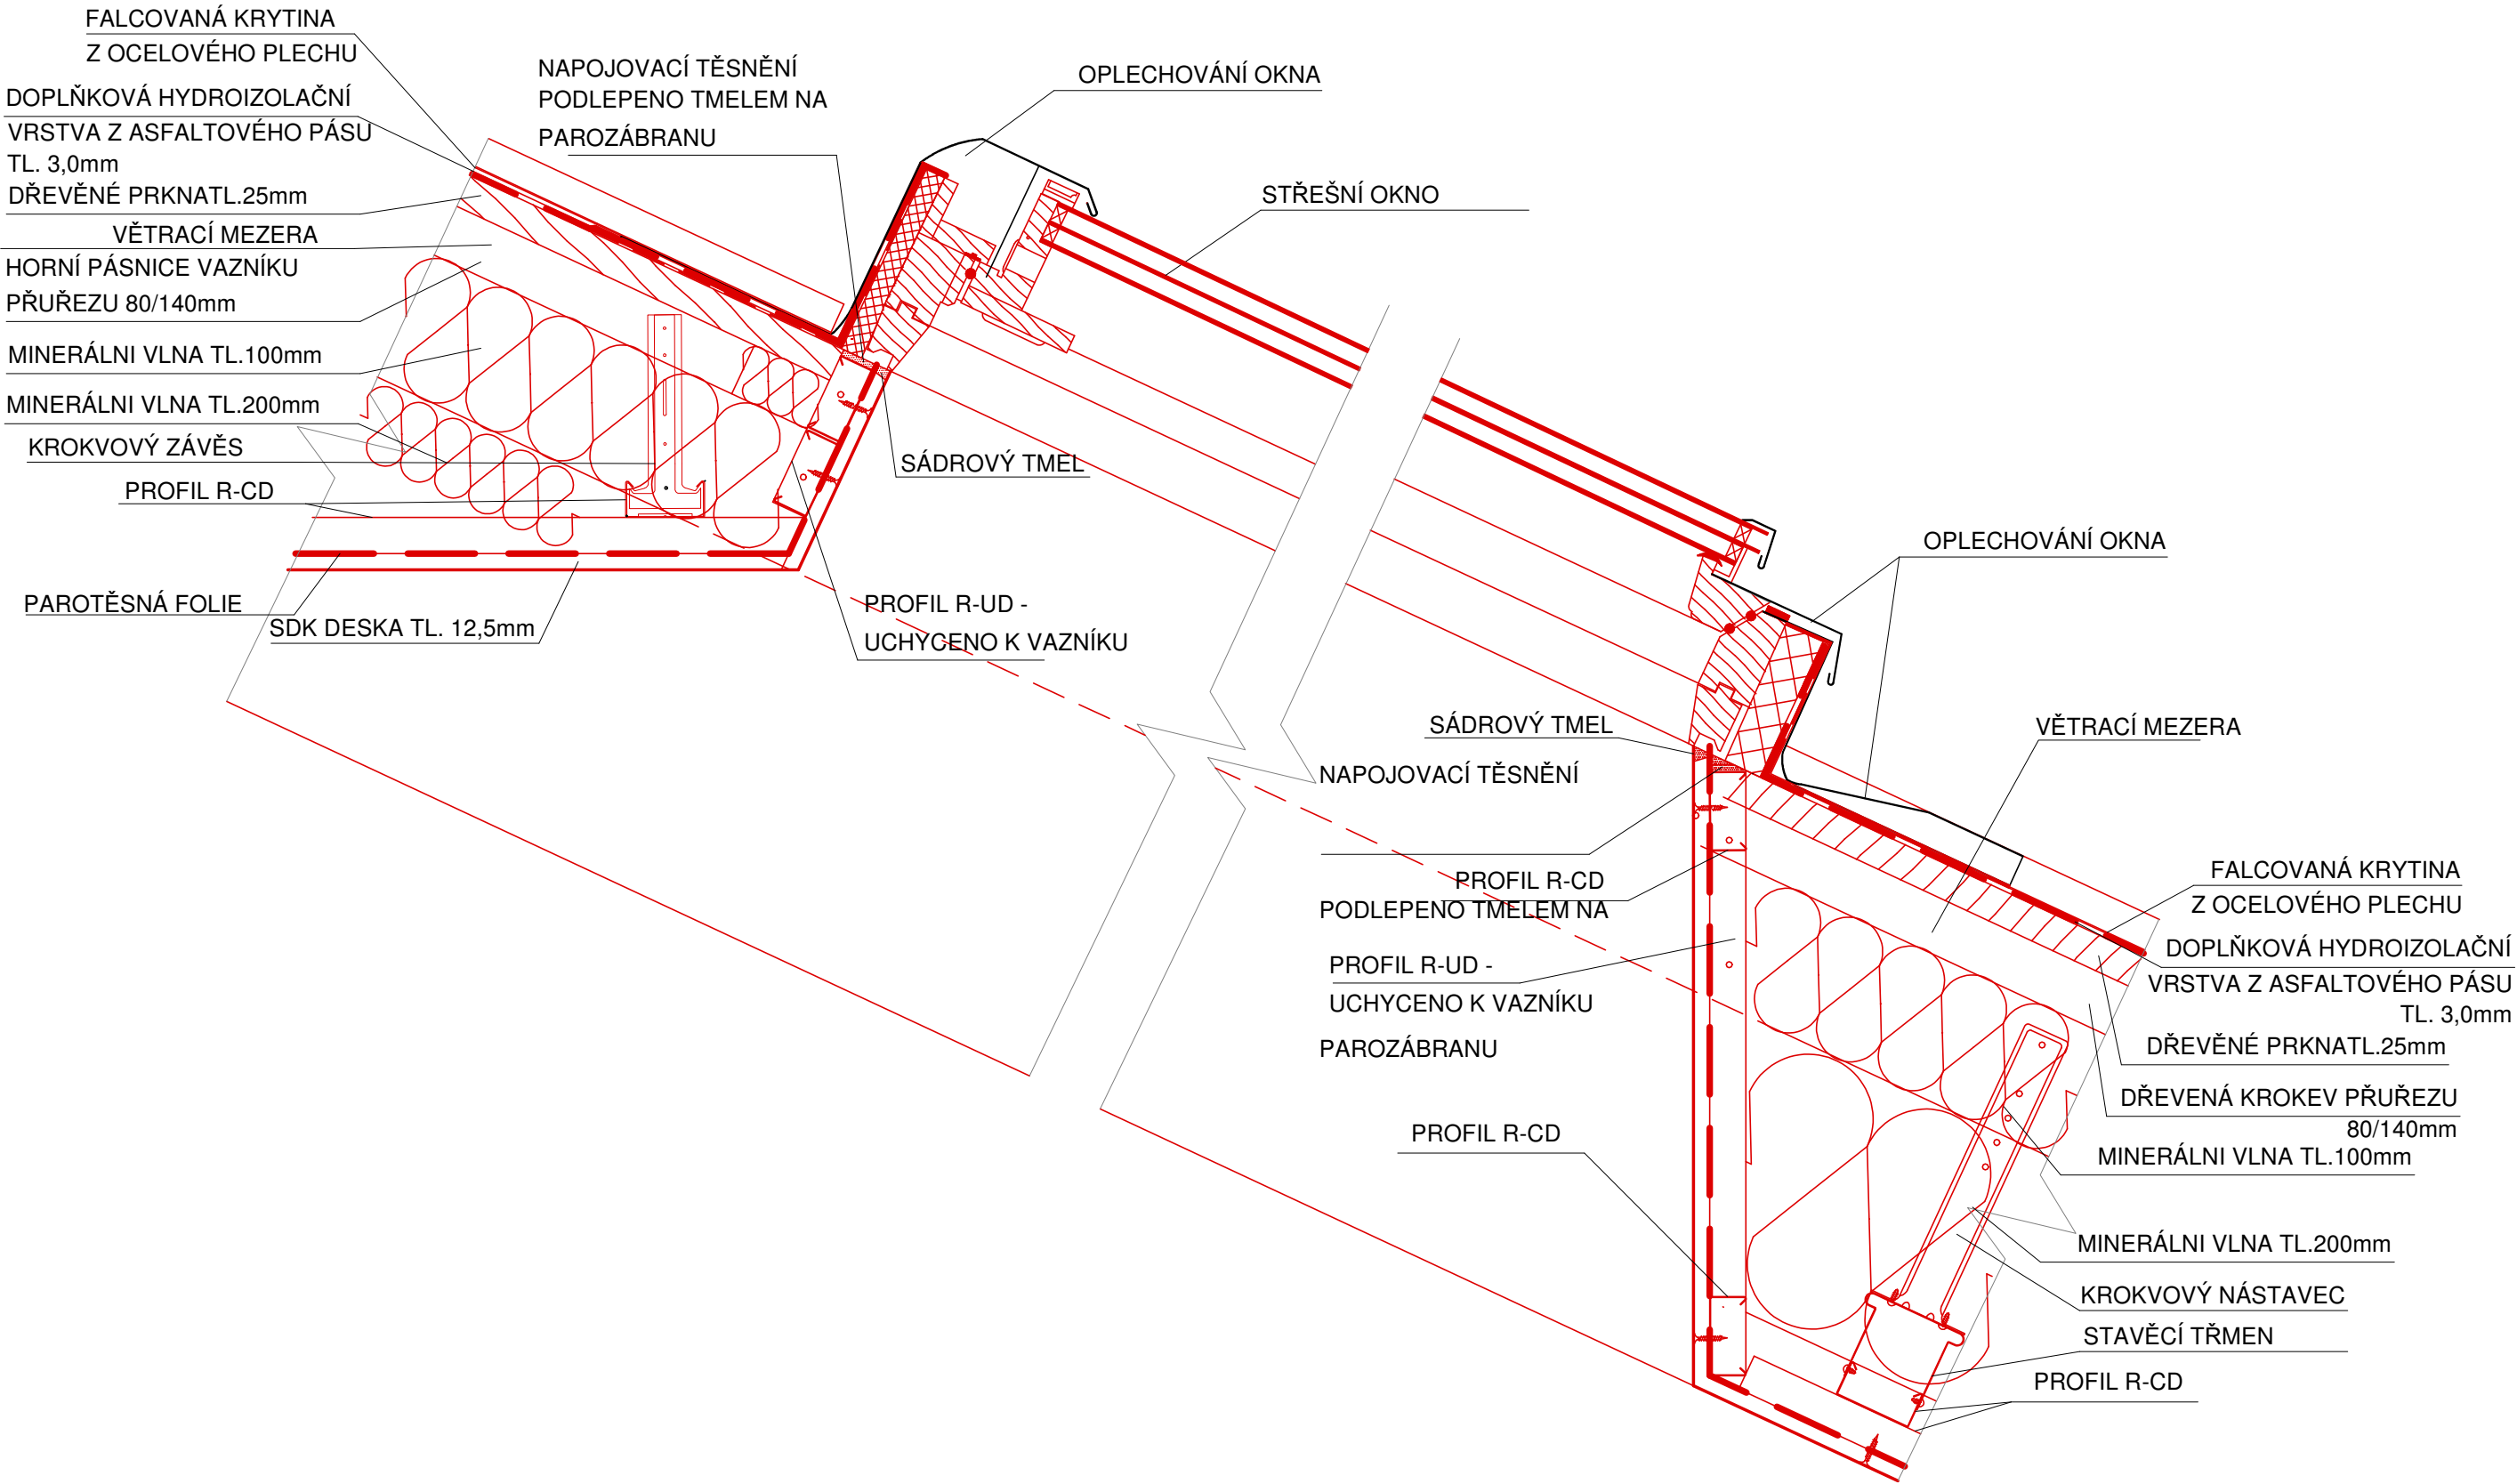 FALCOVANÁ KRYTINA
Z OCELOVÉHO PLECHU
DOPLŇKOVÁ HYDROIZOLAČNÍ
VRSTVA Z ASFALTOVÉHO PÁSU
TL. 3,0mm
DŘEVĚNÉ PRKNATL.25mm
VĚTRACÍ MEZERA
HORNÍ PÁSNICE VAZNÍKU
PŘUŘEZU 80/140mm
MINERÁLNI VLNA TL.100mm
MINERÁLNI VLNA TL.200mm
KROKVOVÝ ZÁVĚS
PROFIL R-CD
PAROTĚSNÁ FOLIE
SDK DESKA TL. 12,5mm
NAPOJOVACÍ TĚSNĚNÍ
PODLEPENO TMELEM NA
PAROZÁBRANU
OPLECHOVÁNÍ OKNA
STŘEŠNÍ OKNO
SÁDROVÝ TMEL
PROFIL R-UD -
UCHYCENO K VAZNÍKU
OPLECHOVÁNÍ OKNA
SÁDROVÝ TMEL
VĚTRACÍ MEZERA
NAPOJOVACÍ TĚSNĚNÍ
PROFIL R-CD
PODLEPENO TMELEM NA
PROFIL R-UD -
UCHYCENO K VAZNÍKU
PAROZÁBRANU
PROFIL R-CD
FALCOVANÁ KRYTINA
Z OCELOVÉHO PLECHU
DOPLŇKOVÁ HYDROIZOLAČNÍ
VRSTVA Z ASFALTOVÉHO PÁSU
TL. 3,0mm
DŘEVĚNÉ PRKNATL.25mm
DŘEVENÁ KROKEV PŘUŘEZU
80/140mm
MINERÁLNI VLNA TL.100mm
MINERÁLNI VLNA TL.200mm
KROKVOVÝ NÁSTAVEC
STAVĚCÍ TŘMEN
PROFIL R-CD